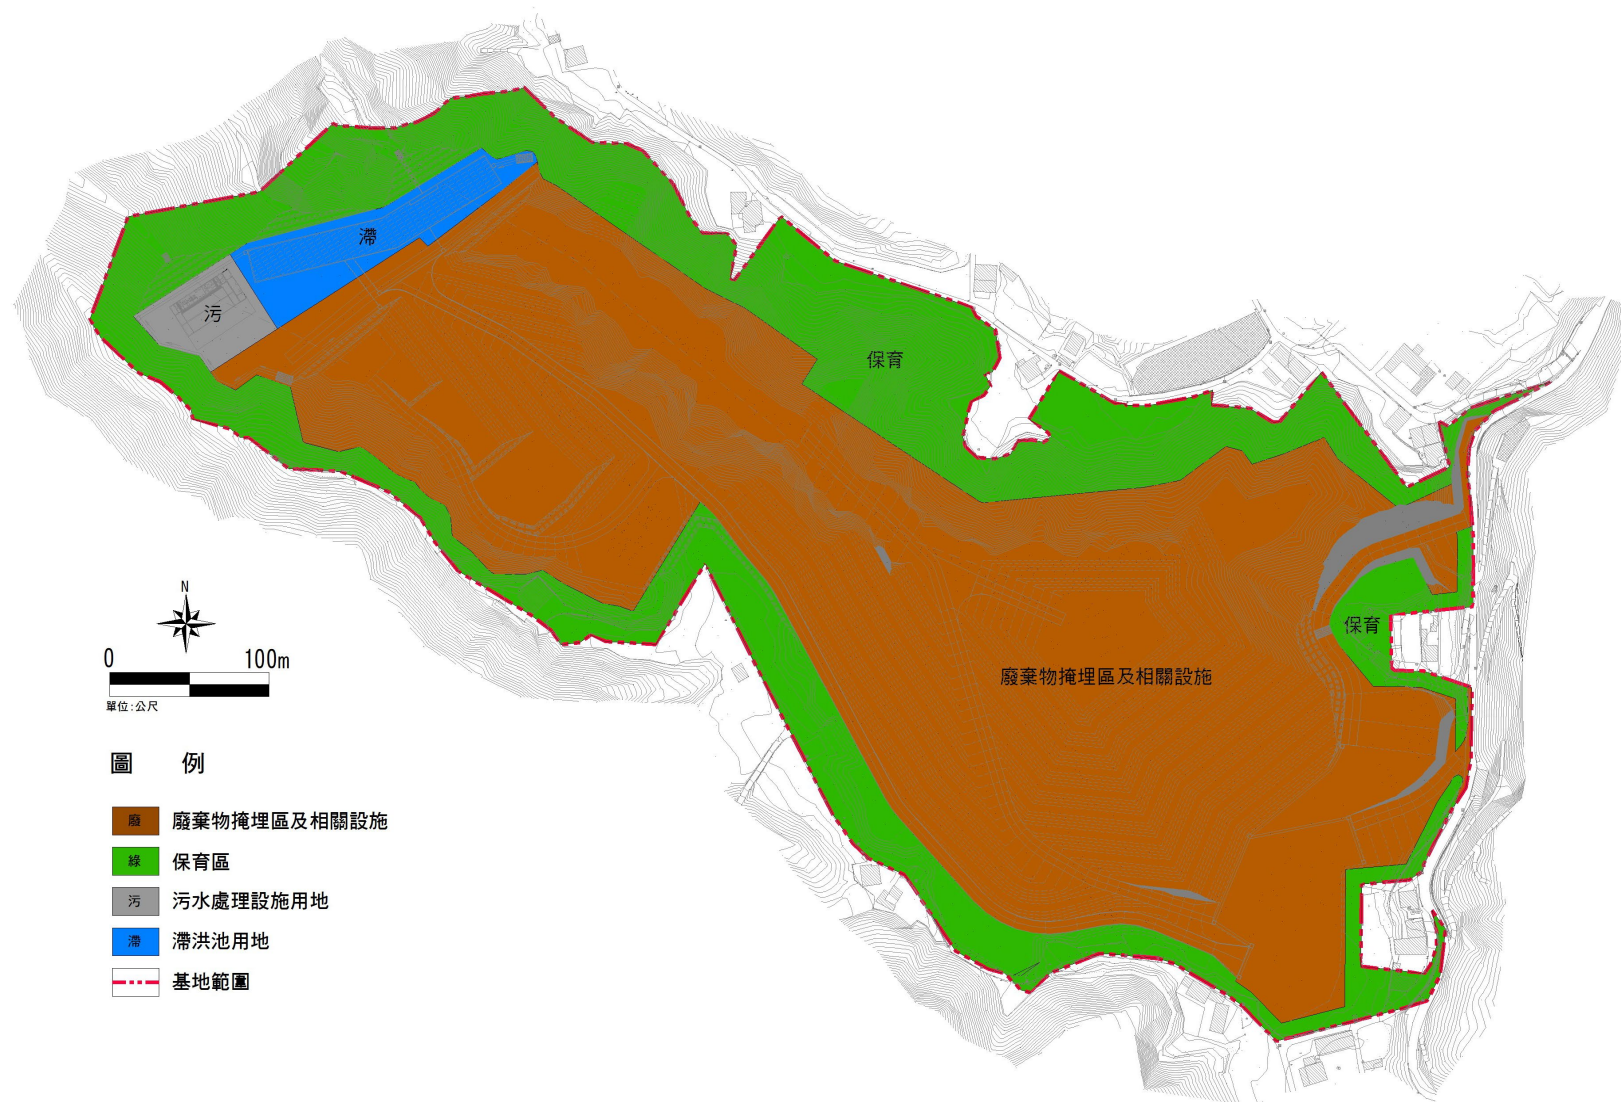 滯
污
保育
保育
廢棄物掩埋區及相關設施
N
0 100m
單位:公尺
圖 例
廢 廢棄物掩埋區及相關設施
綠 保育區
污 污水處理設施用地
滯 滯洪池用地
基地範圍